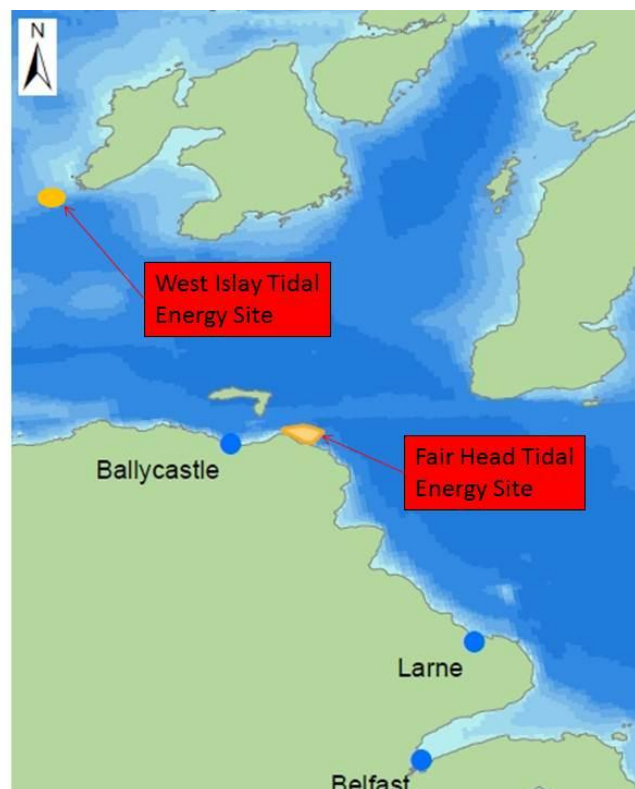 N
West Islay Tidal
Energy Site
Ballycastle
Fair Head Tidal
Energy Site
Larne
Belfast